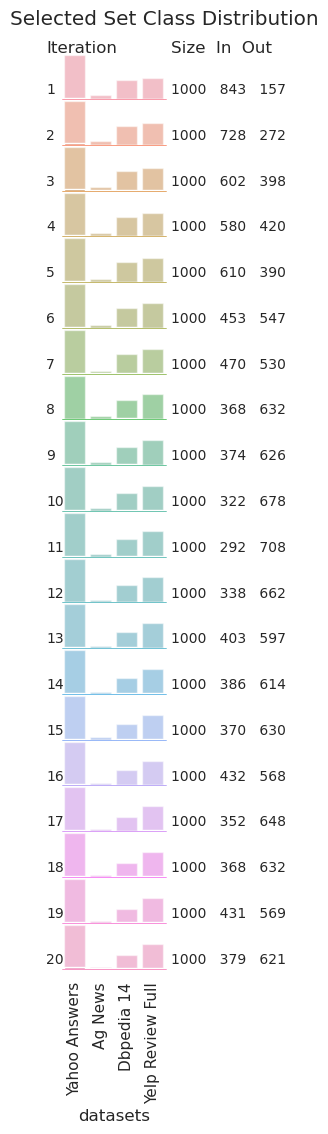 Selected Set Class Distribution
Iteration Size In Out
1 1000 843 157
2 1000 728 272
3 1000 602 398
4 1000 580 420
5 1000 610 390
6 1000 453 547
7 1000 470 530
8 1000 368 632
9 1000 374 626
10 1000 322 678
11 1000 292 708
12 1000 338 662
13 1000 403 597
14 1000 386 614
15 1000 370 630
16 1000 432 568
17 1000 352 648
18 1000 368 632
19 1000 431 569
20 1000 379 621
Yahoo Answers
Ag News
Dbpedia 14
Yelp Review Full
datasets